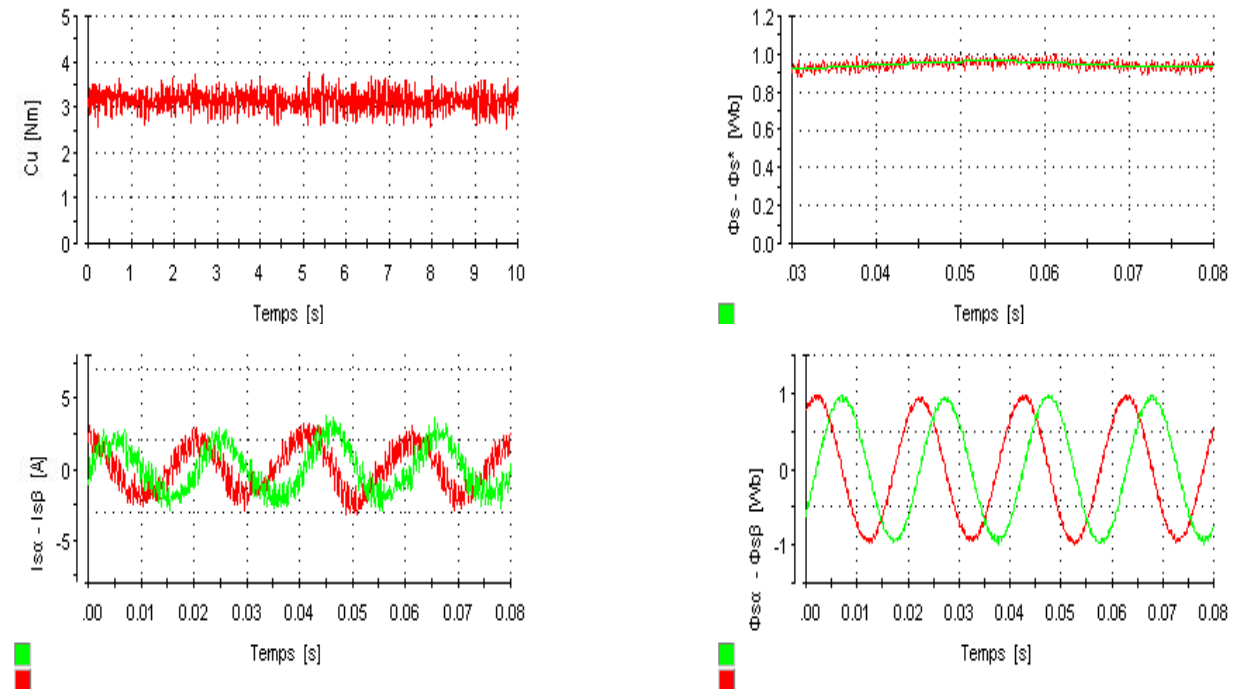 Cu [Nm]
5
4
3
2
1
0
0 1 2 3 4 5 6 7 8 9 10
Temps [s]
Φs - Φs* [Wb]
1.2
1.0
0.8
0.6
0.4
0.2
0.0
.03 0.04 0.05 0.06 0.07 0.08
Temps [s]
Isα - Isβ [A]
5
0
-5
.00 0.01 0.02 0.03 0.04 0.05 0.06 0.07 0.08
Temps [s]
Φsα - Φsβ [Wb]
1
0
-1
.00 0.01 0.02 0.03 0.04 0.05 0.06 0.07 0.08
Temps [s]